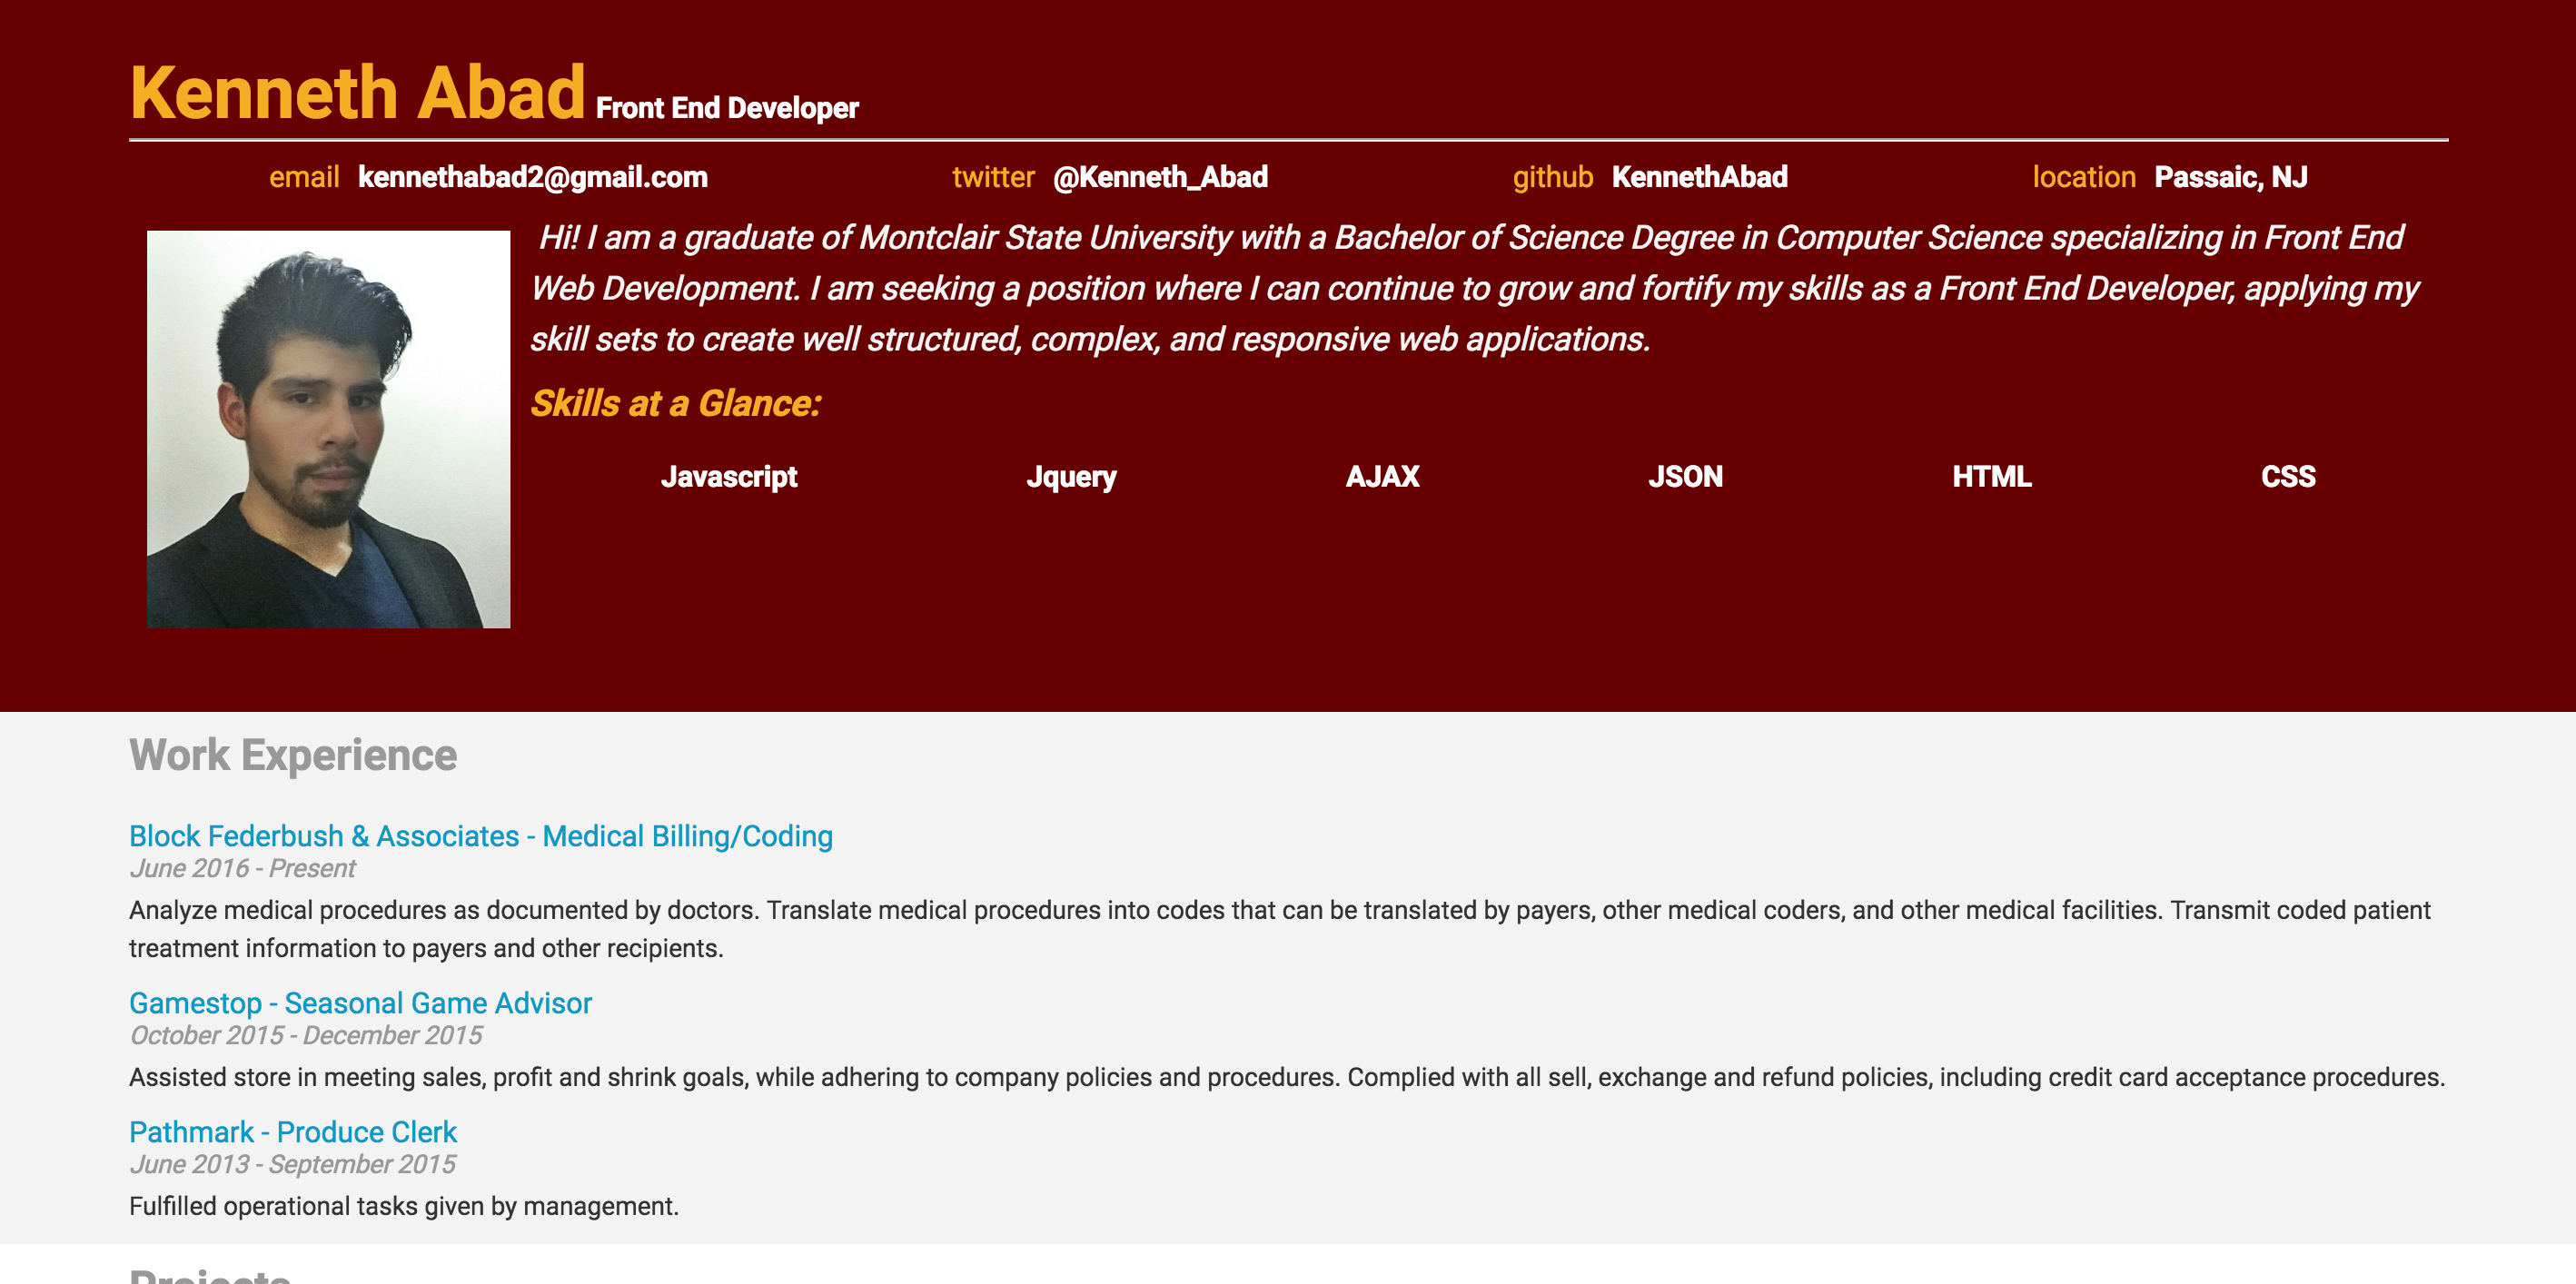 Kenneth Abad Front End Developer
email kennethabad2@gmail.com twitter @Kenneth_Abad github KennethAbad location Passaic, NJ
Hi! I am a graduate of Montclair State University with a Bachelor of Science Degree in Computer Science specializing in Front End
Web Development. I am seeking a position where I can continue to grow and fortify my skills as a Front End Developer, applying my
skill sets to create well structured, complex, and responsive web applications.
Skills at a Glance:
Javascript Jquery AJAX JSON HTML CSS
Work Experience
Block Federbush & Associates - Medical Billing/Coding
June 2016 - Present
Analyze medical procedures as documented by doctors. Translate medical procedures into codes that can be translated by payers, other medical coders, and other medical facilities. Transmit coded patient
treatment information to payers and other recipients.
Gamestop - Seasonal Game Advisor
October 2015 - December 2015
Assisted store in meeting sales, profit and shrink goals, while adhering to company policies and procedures. Complied with all sell, exchange and refund policies, including credit card acceptance procedures.
Pathmark - Produce Clerk
June 2013 - September 2015
Fulfilled operational tasks given by management.
Projects